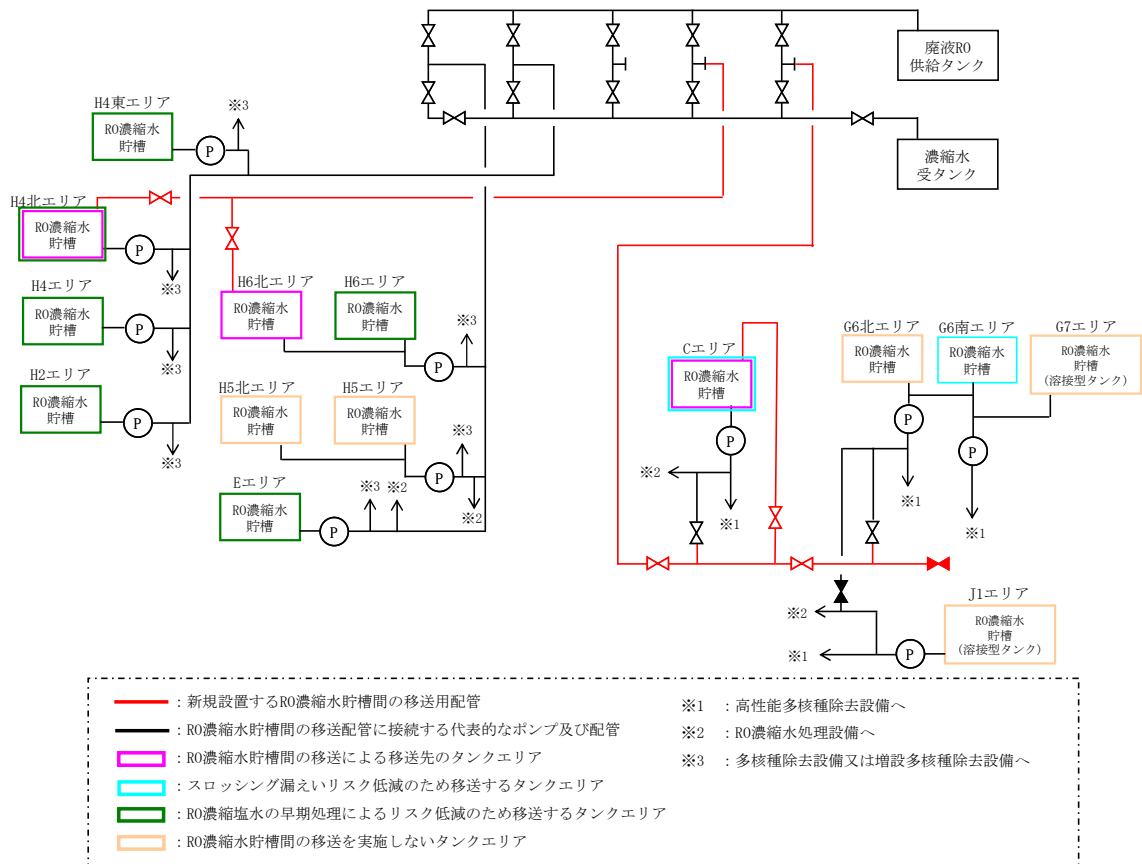 廃液RO
供給タンク
濃縮水
受タンク
H4東エリア
RO濃縮水
貯槽
P
※3
H4北エリア
RO濃縮水
貯槽
P
※3
H4エリア
RO濃縮水
貯槽
P
※3
H2エリア
RO濃縮水
貯槽
P
※3
H6北エリア
RO濃縮水
貯槽
H6エリア
RO濃縮水
貯槽
P
※3
H5北エリア
RO濃縮水
貯槽
H5エリア
RO濃縮水
貯槽
P
※3
※2
Eエリア
RO濃縮水
貯槽
P
※3
※2
Cエリア
RO濃縮水
貯槽
P
※2
※1
G6北エリア
RO濃縮水
貯槽
P
※1
G6南エリア
RO濃縮水
貯槽
P
※1
G7エリア
RO濃縮水
貯槽
(溶接型タンク)
J1エリア
RO濃縮水
貯槽
(溶接型タンク)
P
※2
※1
：新規設置するRO濃縮水貯槽間の移送用配管
：RO濃縮水貯槽間の移送配管に接続する代表的なポンプ及び配管
：RO濃縮水貯槽間の移送による移送先のタンクエリア
：スロッシング漏えいリスク低減のため移送するタンクエリア
：RO濃縮塩水の早期処理によるリスク低減のため移送するタンクエリア
：RO濃縮水貯槽間の移送を実施しないタンクエリア
※1 ：高性能多核種除去設備へ
※2 ：RO濃縮水処理設備へ
※3 ：多核種除去設備又は増設多核種除去設備へ